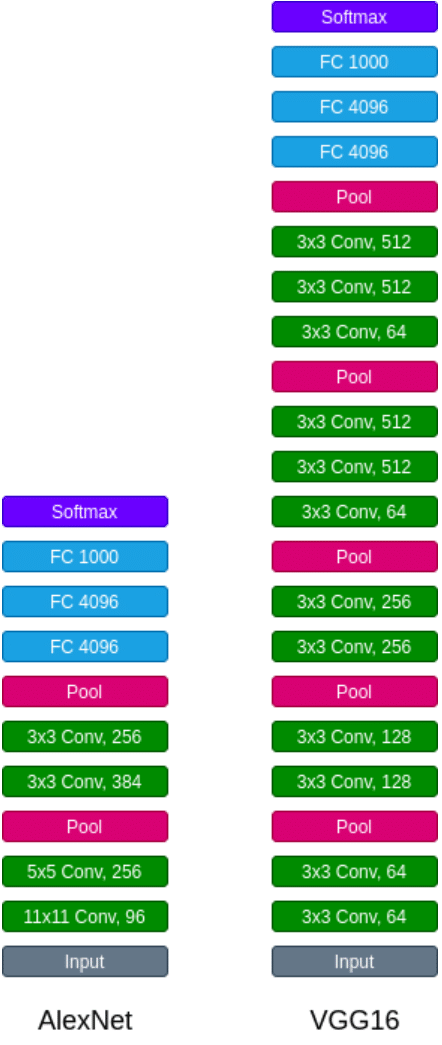 Softmax
FC 1000
FC 4096
FC 4096
Pool
3x3 Conv, 512
3x3 Conv, 512
3x3 Conv, 64
Pool
3x3 Conv, 512
3x3 Conv, 512
3x3 Conv, 64
Pool
3x3 Conv, 256
3x3 Conv, 256
Pool
3x3 Conv, 128
3x3 Conv, 128
Pool
3x3 Conv, 64
3x3 Conv, 64
Input
VGG16
Softmax
FC 1000
FC 4096
FC 4096
Pool
3x3 Conv, 256
3x3 Conv, 384
Pool
5x5 Conv, 256
11x11 Conv, 96
Input
AlexNet